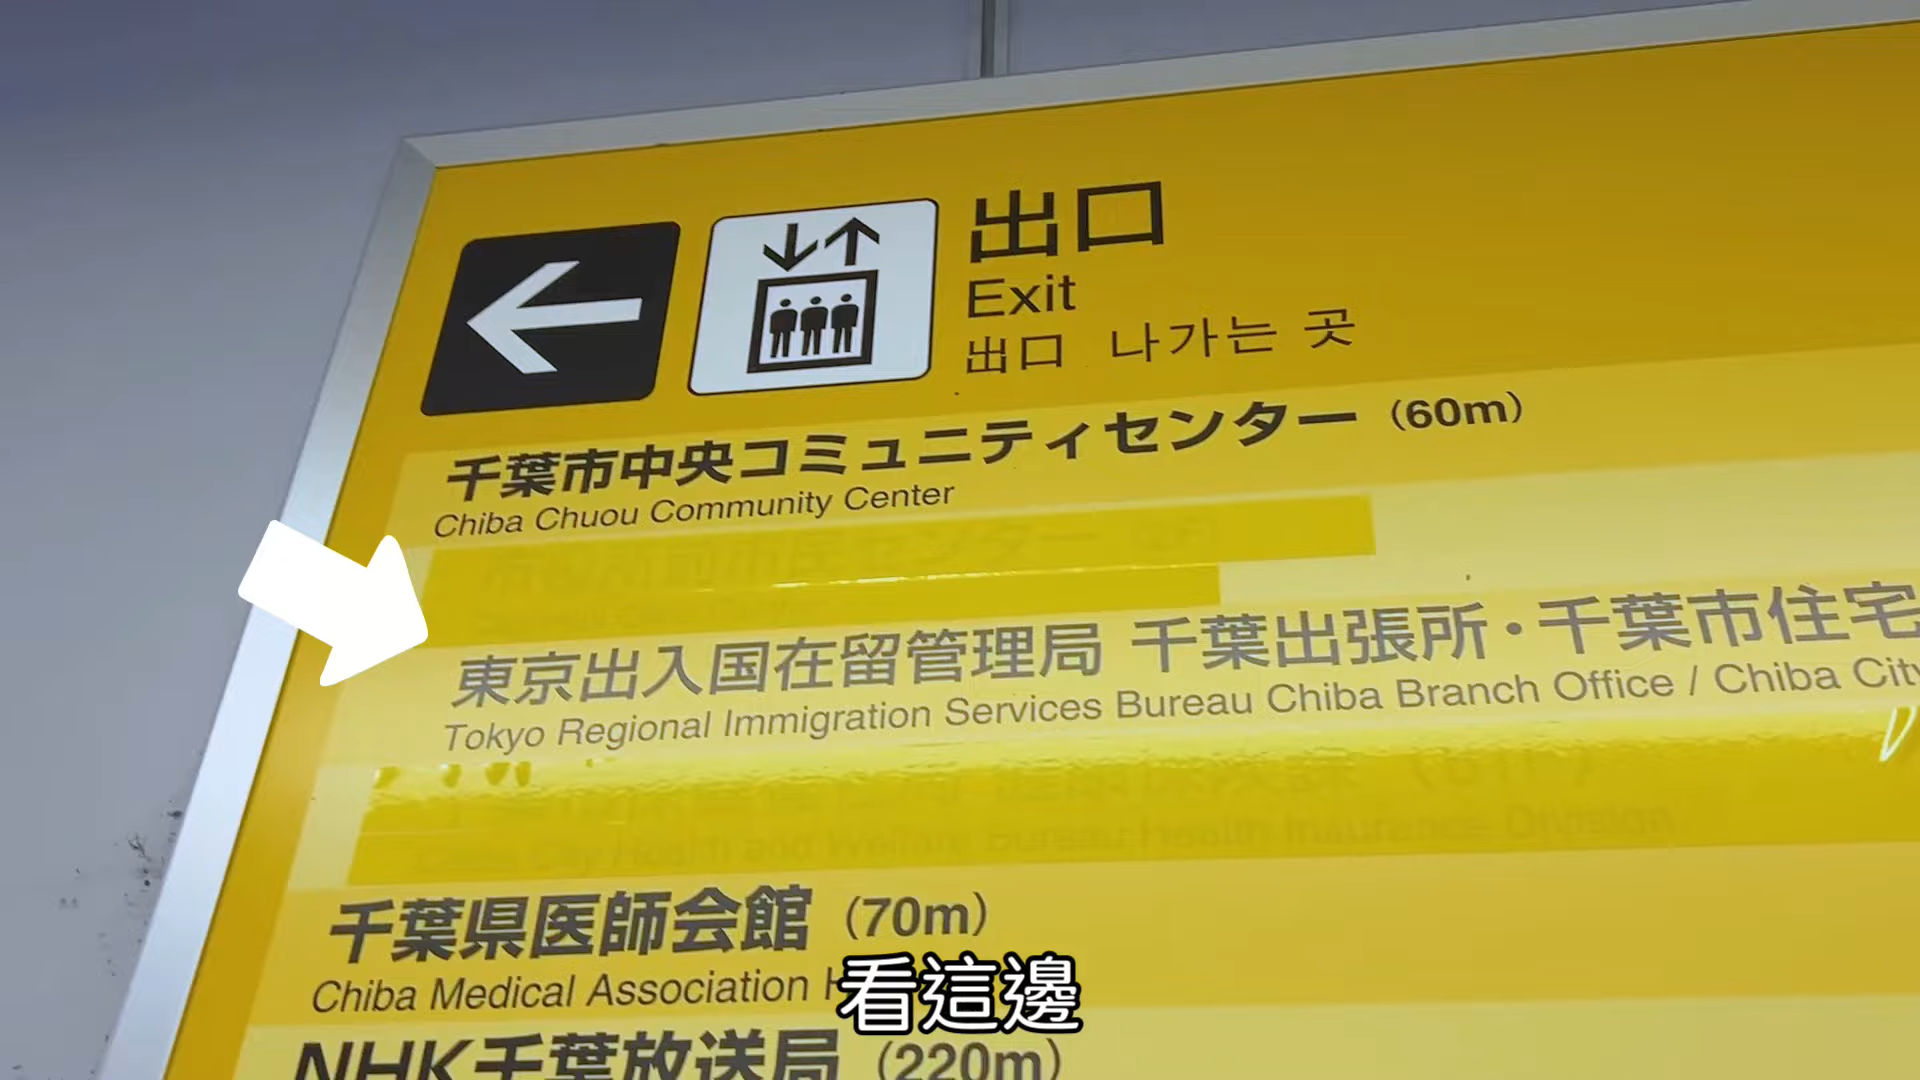 出口
Exit
出口 나가는 곳
千葉市中央コミュニティセンター（60m）
Chiba Chuou Community Center
東京出入国在留管理局 千葉出張所・千葉市住宅
Tokyo Regional Immigration Services Bureau Chiba Branch Office / Chiba City
千葉県医師会館（70m）
Chiba Medical Association
NHK千葉放送局（220m）
看這邊